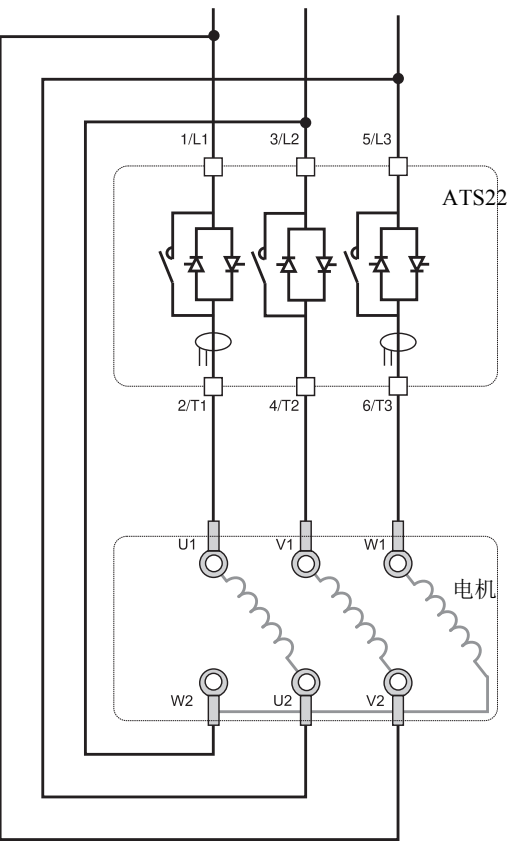 1/L1 3/L2 5/L3
ATS22
2/T1 4/T2 6/T3
U1 V1 W1
电机
W2 U2 V2